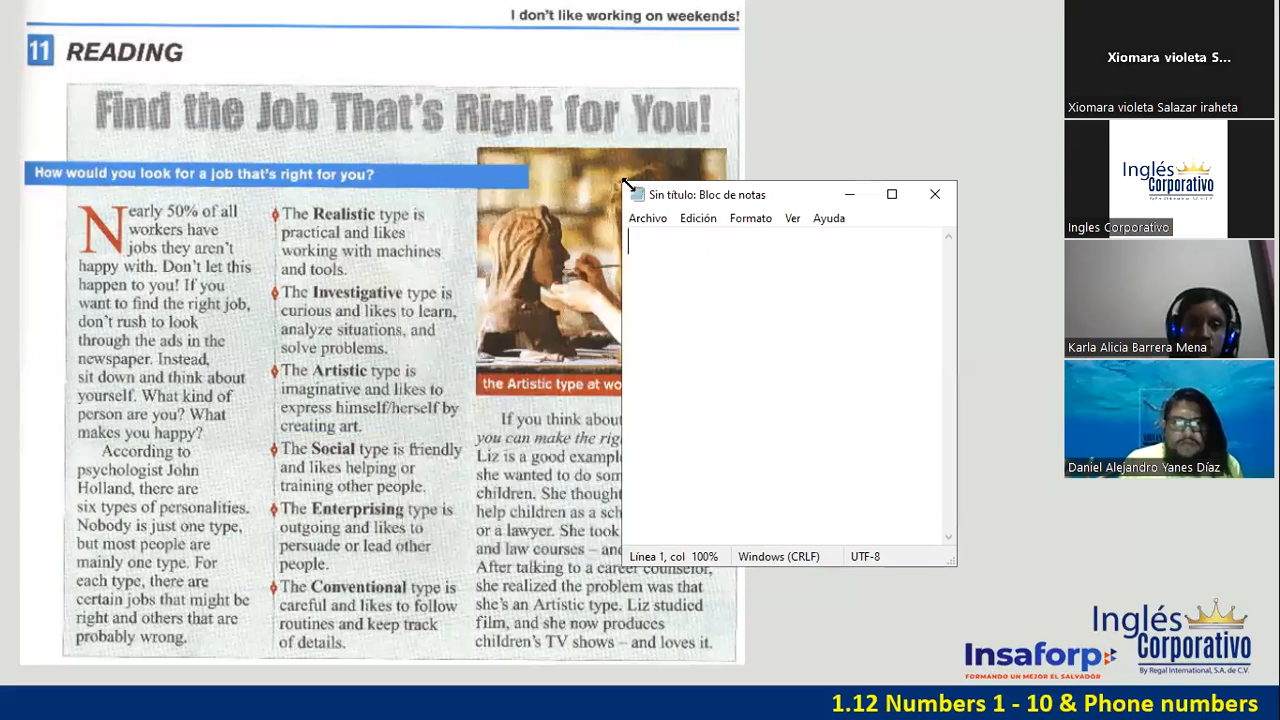 I don't like working on weekends!
11 READING
Find the Job That's Right for You!
How would you look for a job that's right for you?
Nearly 50% of all
workers have
jobs they aren't
happy with. Don't let this
happen to you! If you
want to find the right job,
don't rush to look
through the ads in the
newspaper. Instead,
sit down and think about
yourself. What kind of
person are you? What
makes you happy?
According to
psychologist John
Holland, there are
six types of personalities.
Nobody is just one type,
but most people are
mainly one type. For
each type, there are
certain jobs that might be
right and others that are
probably wrong.
The Realistic type is
practical and likes
working with machines
and tools.
The Investigative type is
curious and likes to learn,
analyze situations, and
solve problems.
The Artistic type is
imaginative and likes to
express himself/herself by
creating art.
The Social type is friendly
and likes helping or
training other people.
The Enterprising type is
outgoing and likes to
persuade or lead other
people.
The Conventional type is
careful and likes to follow
routines and keep track
of details.
the Artistic type at wo
If you think about
you can make the rig
Liz is a good example
she wanted to do som
children. She thought
help children as a sch
or a lawyer. She took
and law courses – and
After talking to a career counselor,
she realized the problem was that
she's an Artistic type. Liz studied
film, and she now produces
children's TV shows – and loves it.
Sin título: Bloc de notas
Archivo Edición Formato Ver Ayuda
Línea 1, col 100% Windows (CRLF) UTF-8
Xiomara violeta S...
Xiomara violeta Salazar iraheta
Inglés
Corporativo
Ingles Corporativo
Karla Alicia Barrera Mena
Daniel Alejandro Yanes Díaz
Inglés
Corporativo
By Regal International, S.A. de C.V.
Insaforp
FORMANDO UN MEJOR EL SALVADOR
1.12 Numbers 1 - 10 & Phone numbers